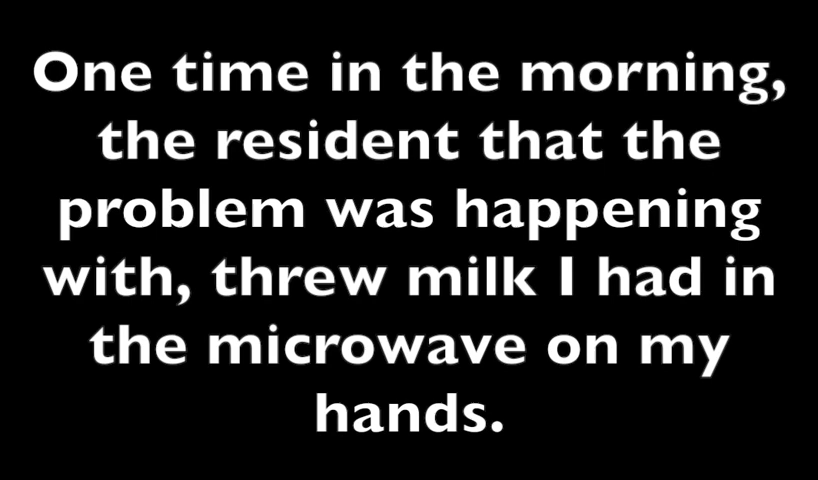 One time in the morning,
the resident that the
problem was happening
with, threw milk I had in
the microwave on my
hands.